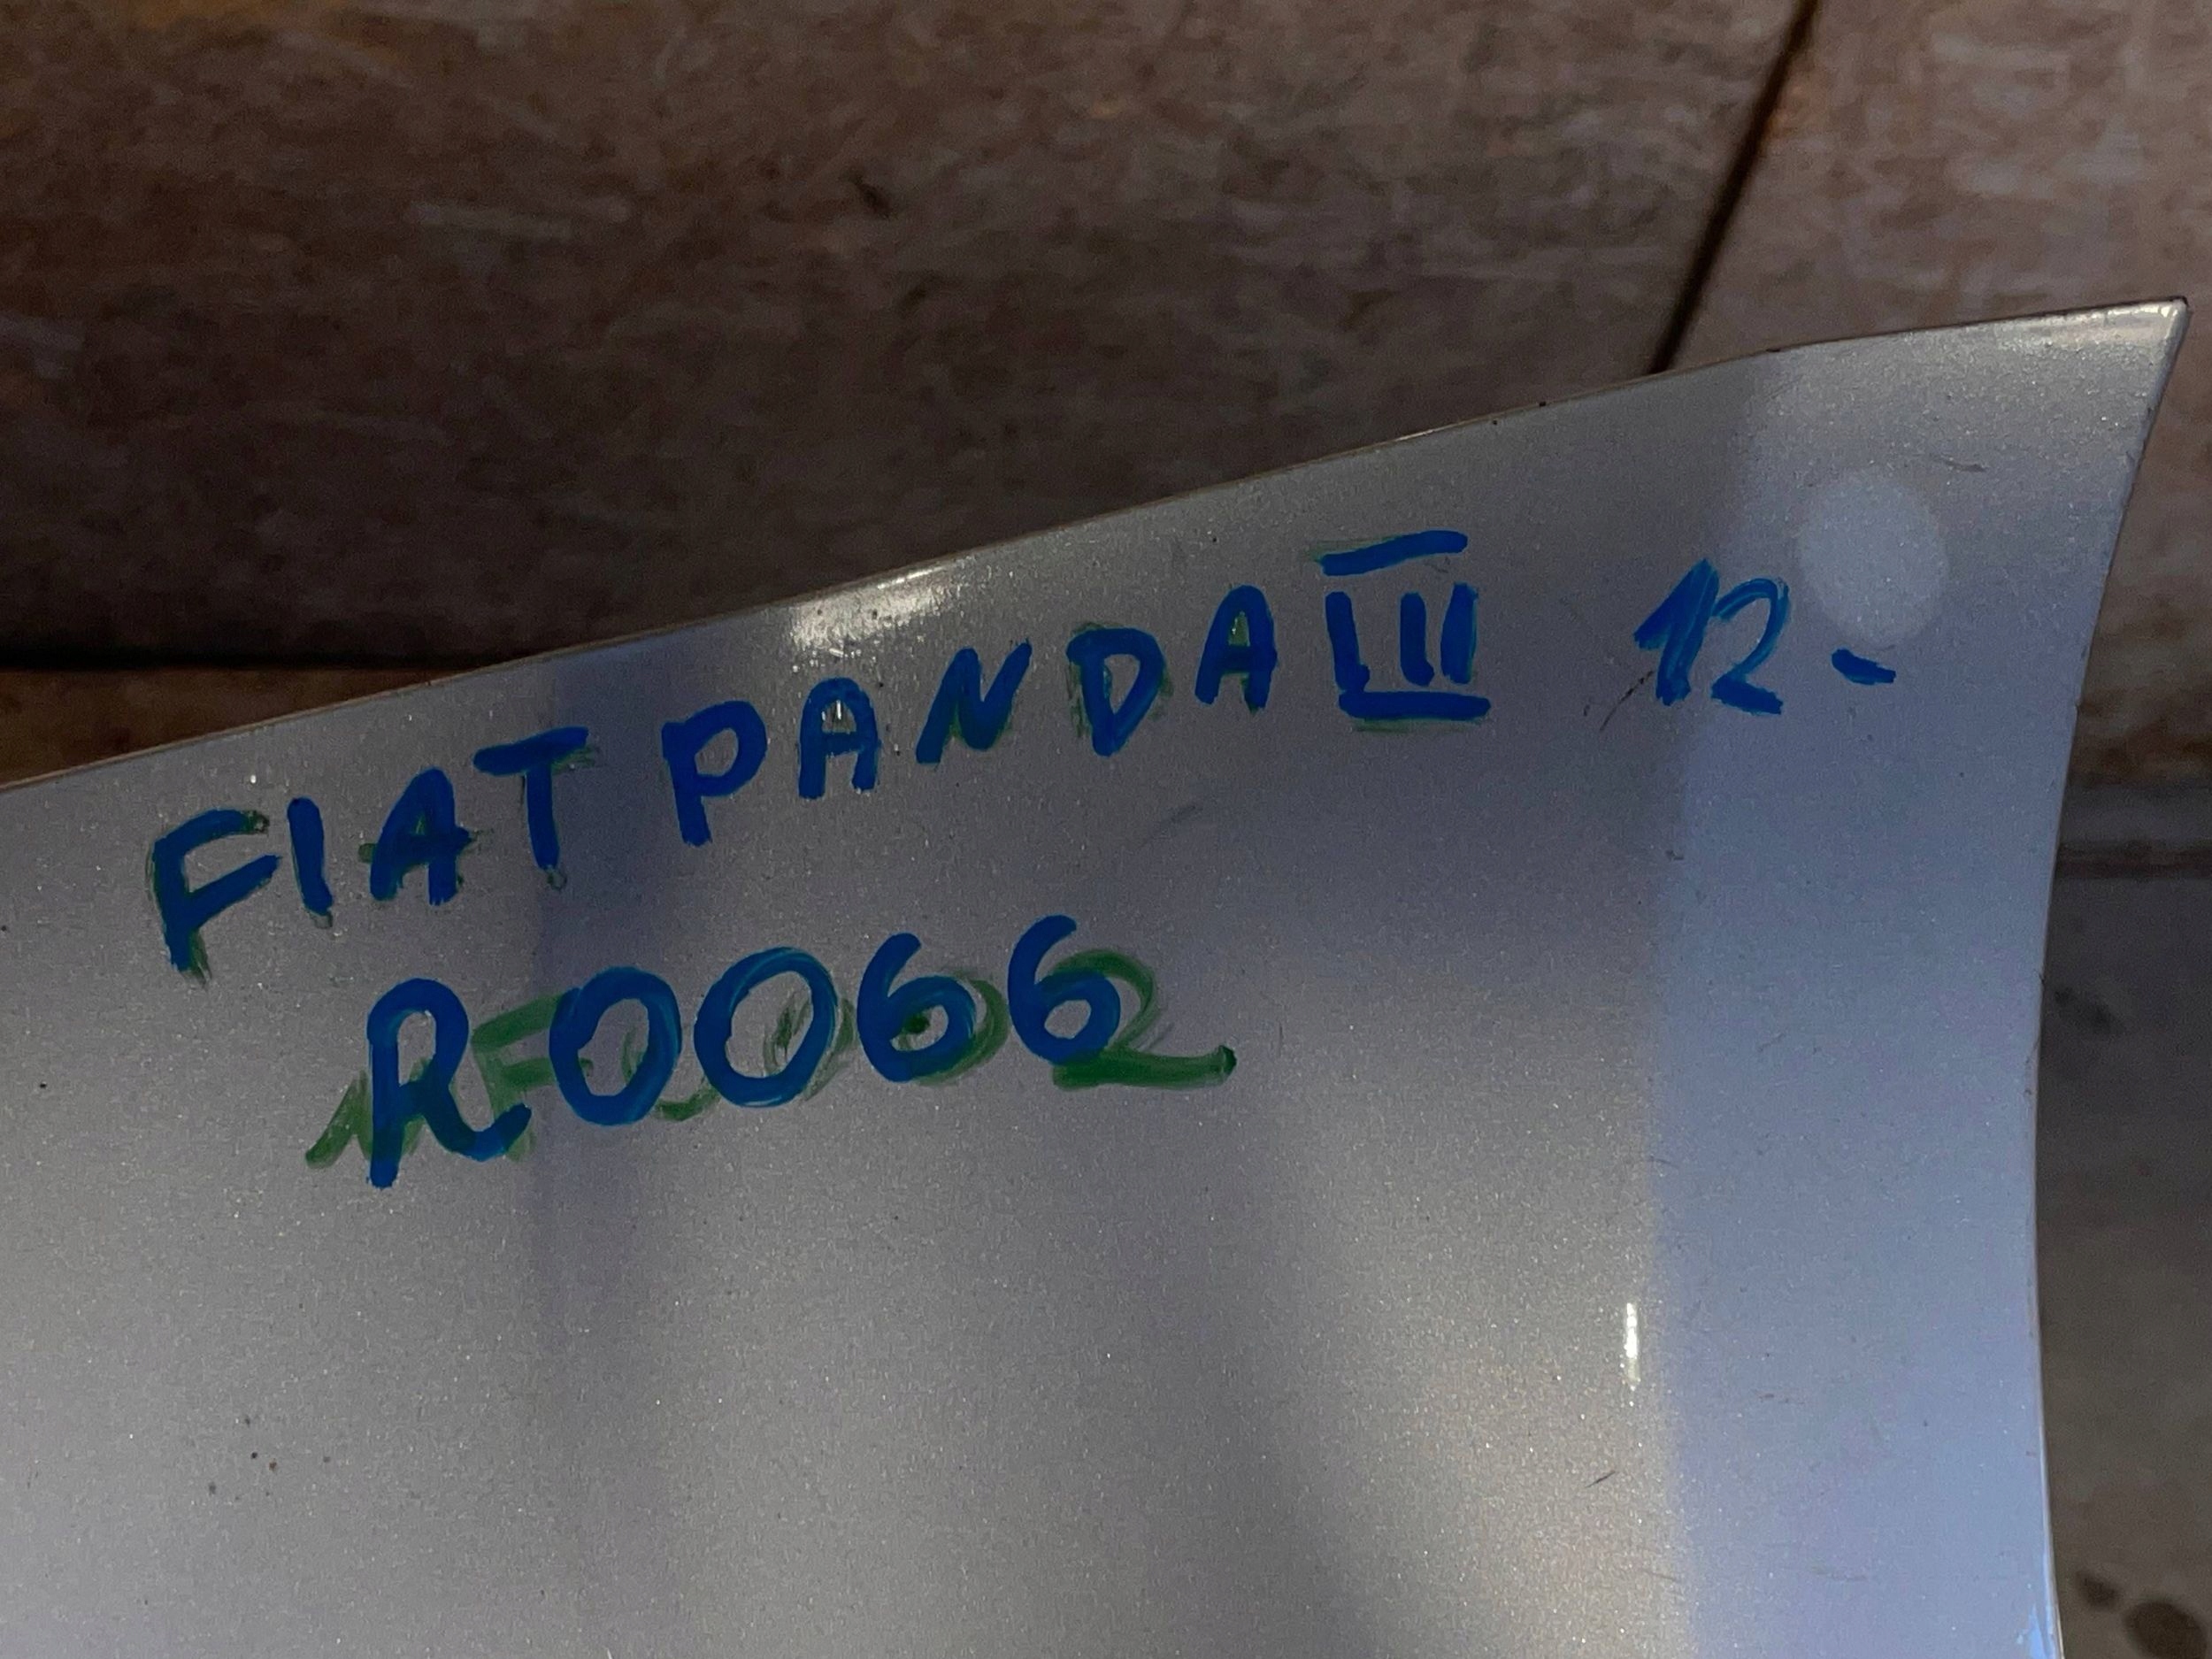 FIAT PANDA III 12-
R0066